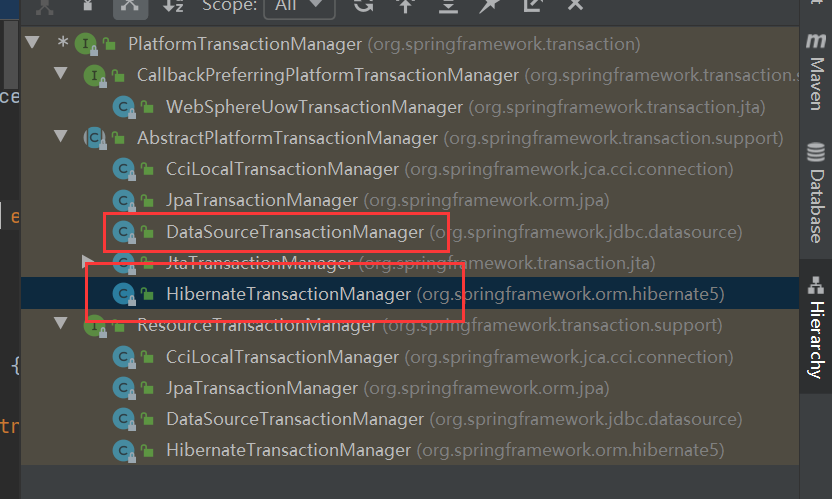 Scope: All
* PlatformTransactionManager (org.springframework.transaction)
CallbackPreferringPlatformTransactionManager (org.springframework.transaction.s
WebSphereUowTransactionManager (org.springframework.transaction.jta)
AbstractPlatformTransactionManager (org.springframework.transaction.support)
CciLocalTransactionManager (org.springframework.jca.cci.connection)
JpaTransactionManager (org.springframework.orm.jpa)
DataSourceTransactionManager (org.springframework.jdbc.datasource)
JtaTransactionManager (org.springframework.transaction.jta)
HibernateTransactionManager (org.springframework.orm.hibernate5)
ResourceTransactionManager (org.springframework.transaction.support)
CciLocalTransactionManager (org.springframework.jca.cci.connection)
JpaTransactionManager (org.springframework.orm.jpa)
DataSourceTransactionManager (org.springframework.jdbc.datasource)
HibernateTransactionManager (org.springframework.orm.hibernate5)
ce
e
{
tr
m Maven
Database
Hierarchy